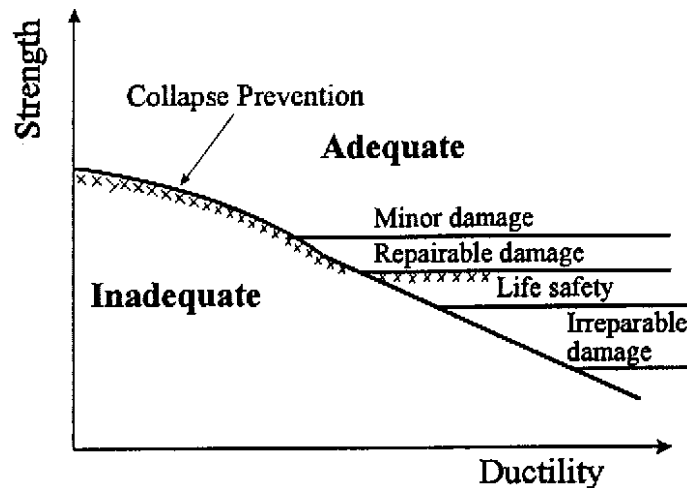 Strength
Collapse Prevention
Adequate
Minor damage
Repairable damage
Inadequate
Life safety
Irreparable
damage
Ductility